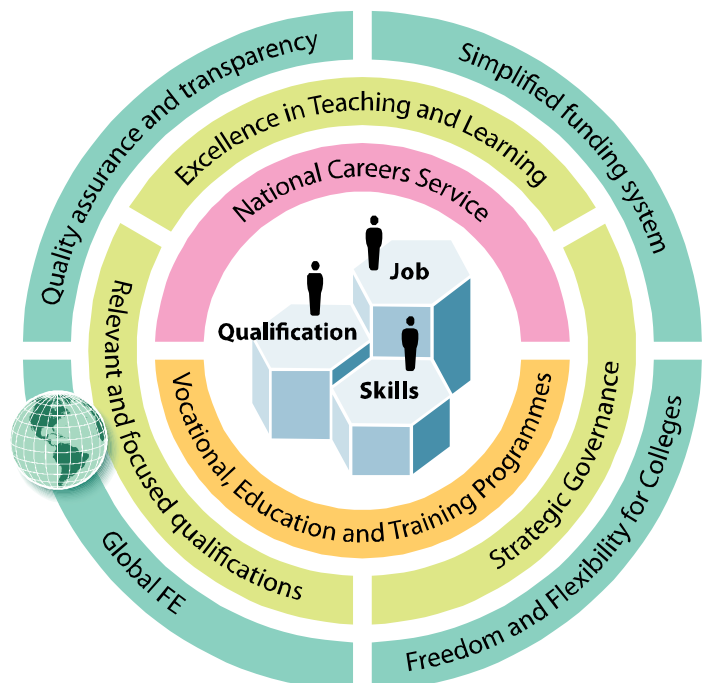 Quality assurance and transparency
Simplified funding system
Excellence in Teaching and Learning
National Careers Service
Job
Qualification
Skills
Relevant and focused qualifications
Vocational, Education and Training Programmes
Strategic Governance
Global FE
Freedom and Flexibility for Colleges